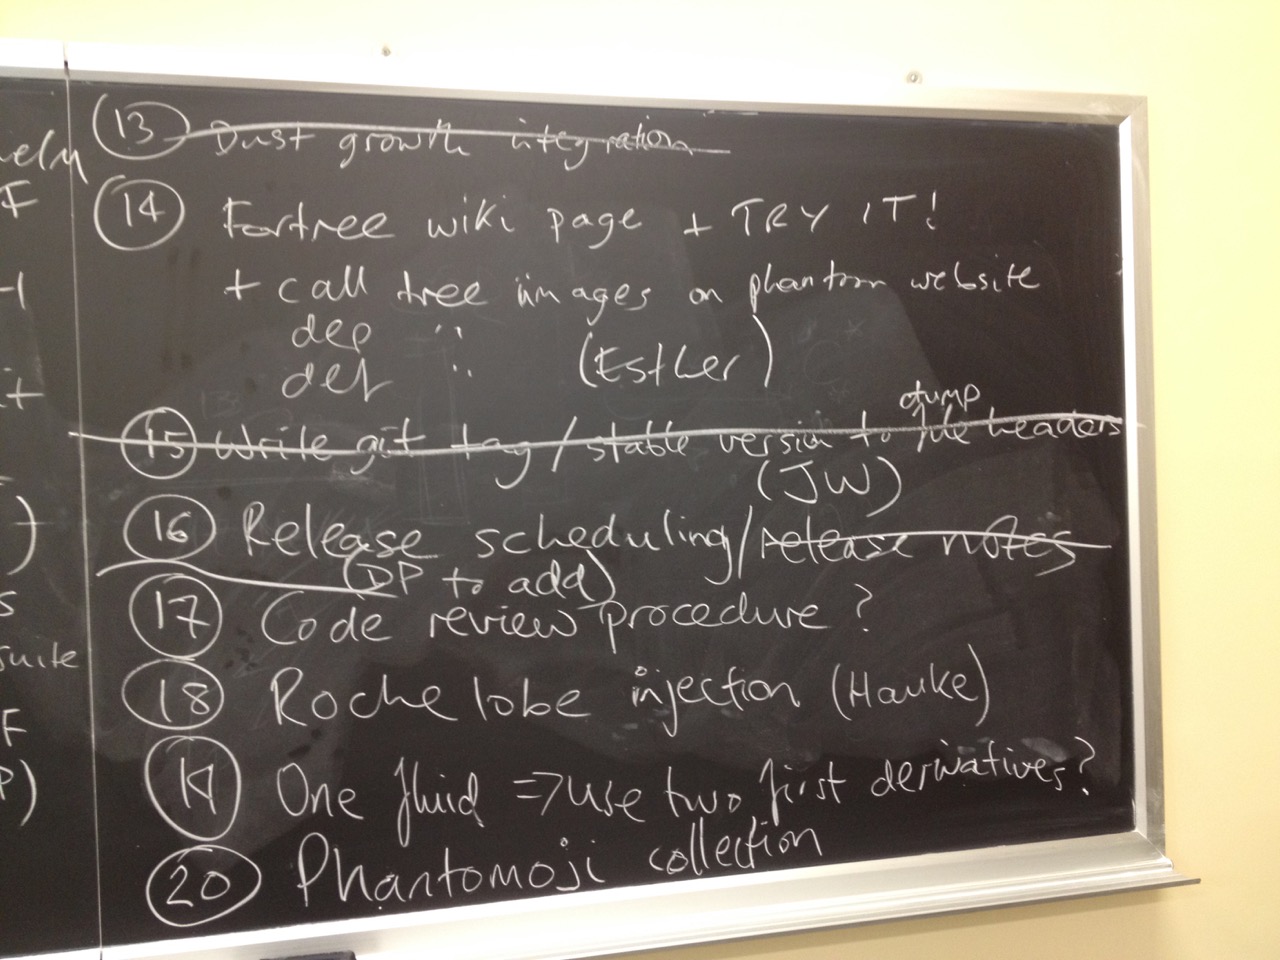 13 Dust growth integration
14 Fortree wiki page + TRY IT!
+ call tree images on phantom website
dep "
def " (Esther)
dump
15 Write git tag / stable version to file headers
(JW)
16 Release scheduling/release notes
(DP to add)
17 Code review procedure?
18 Roche lobe injection (Hauke)
19 One fluid ⇒ use two first derivatives?
20 Phantomoji collection
F
t
)
s
suite
F
P)